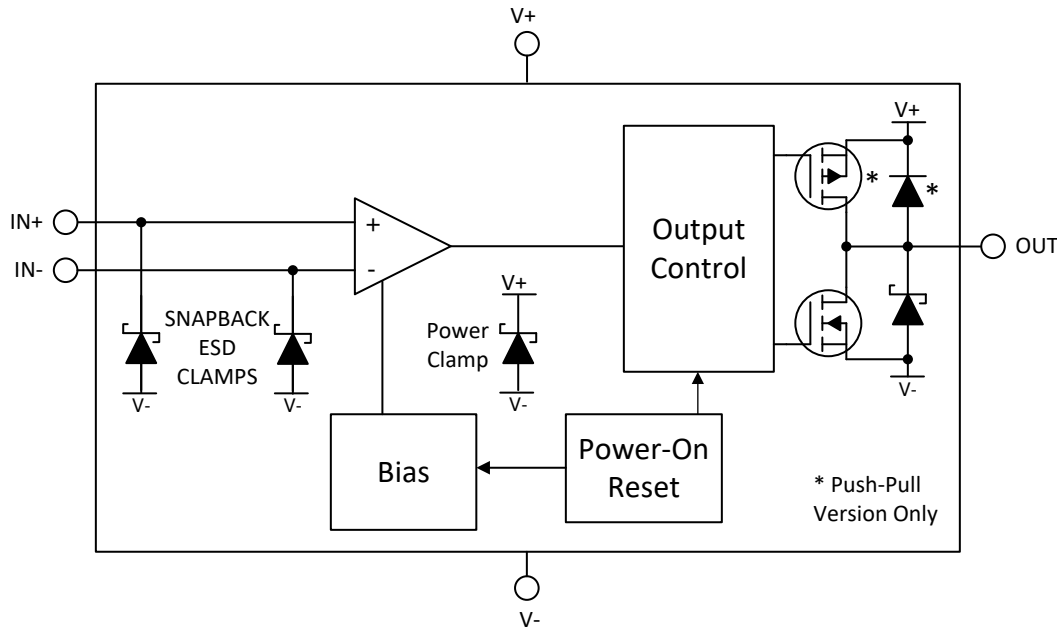 V+
V+
*
*
IN+
+
Output
Control
OUT
IN-
-
V+
SNAPBACK
ESD
CLAMPS
Power
Clamp
V-
V-
V-
V-
Bias
Power-On
Reset
* Push-Pull
Version Only
V-